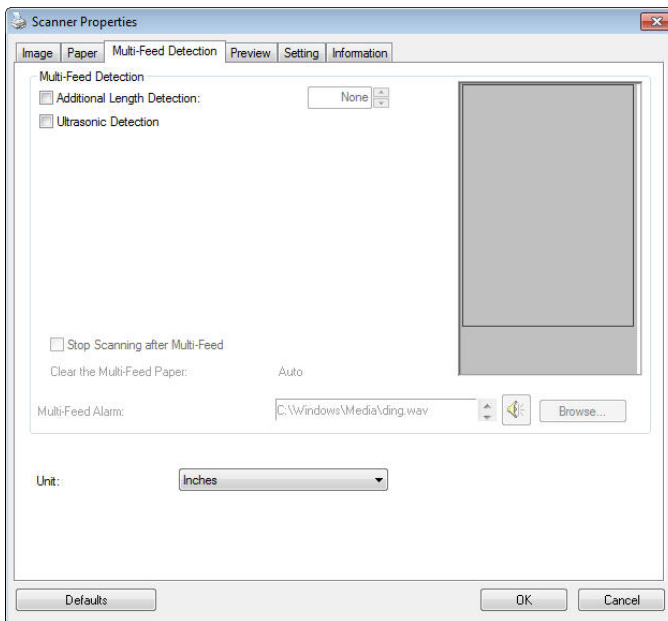 Scanner Properties
Image Paper Multi-Feed Detection Preview Setting Information
Multi-Feed Detection
Additional Length Detection: None
Ultrasonic Detection
Stop Scanning after Multi-Feed
Clear the Multi-Feed Paper: Auto
Multi-Feed Alarm: C:\Windows\Media\ding.wav Browse...
Unit: Inches
Defaults OK Cancel